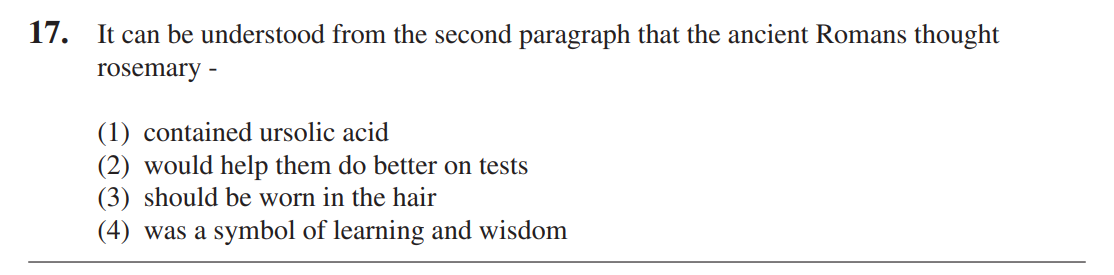 17. It can be understood from the second paragraph that the ancient Romans thought
rosemary -
(1) contained ursolic acid
(2) would help them do better on tests
(3) should be worn in the hair
(4) was a symbol of learning and wisdom